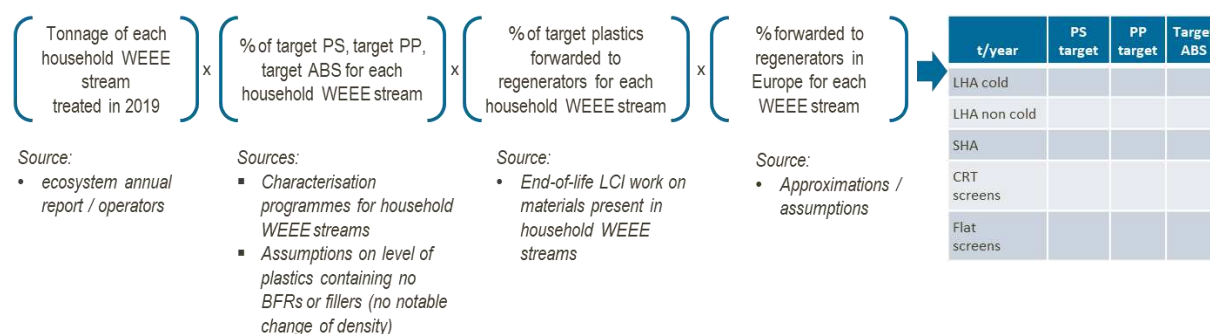 Tonnage of each
household WEEE
stream
treated in 2019
x
% of target PS, target PP,
target ABS for each
household WEEE stream
x
% of target plastics
forwarded to
regenerators for each
household WEEE stream
x
% forwarded to
regenerators in
Europe for each
WEEE stream
Source:
• ecosystem annual
report / operators
Sources:
▪ Characterisation
programmes for household
WEEE streams
▪ Assumptions on level of
plastics containing no
BFRs or fillers (no notable
change of density)
Source:
• End-of-life LCI work on
materials present in
household WEEE
streams
Source:
• Approximations /
assumptions
t/year
PS
target
PP
target
Target
ABS
LHA cold
LHA non cold
SHA
CRT
screens
Flat
screens